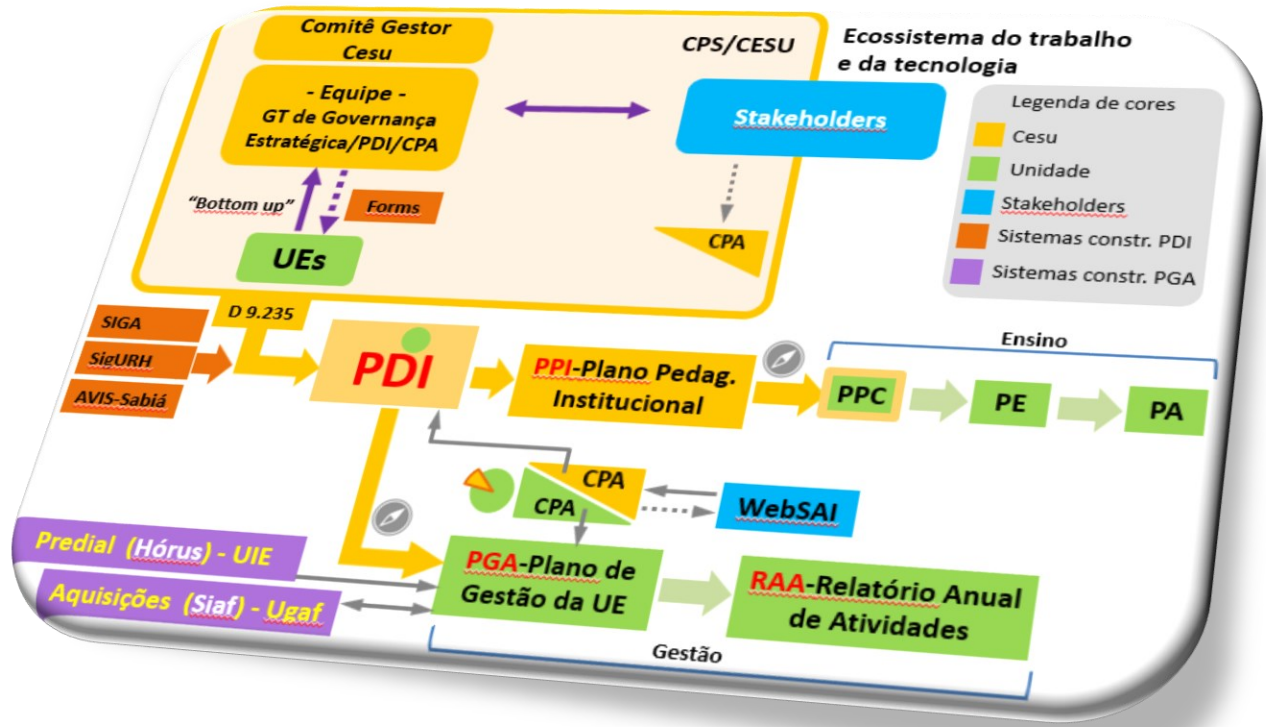 Comitê Gestor
Cesu
CPS/CESU
Ecossistema do trabalho
e da tecnologia
- Equipe -
GT de Governança
Estratégica/PDI/CPA
Stakeholders
Legenda de cores
Cesu
Unidade
Stakeholders
Sistemas constr. PDI
Sistemas constr. PGA
"Bottom up"
Forms
UEs
CPA
D 9.235
SIGA
SigURH
AVIS-Sabiá
PDI
PPI-Plano Pedag.
Institucional
Ensino
PPC
PE
PA
CPA
CPA
WebSAI
Predial (Hórus) - UIE
Aquisições (Siaf) - Ugaf
PGA-Plano de
Gestão da UE
RAA-Relatório Anual
de Atividades
Gestão